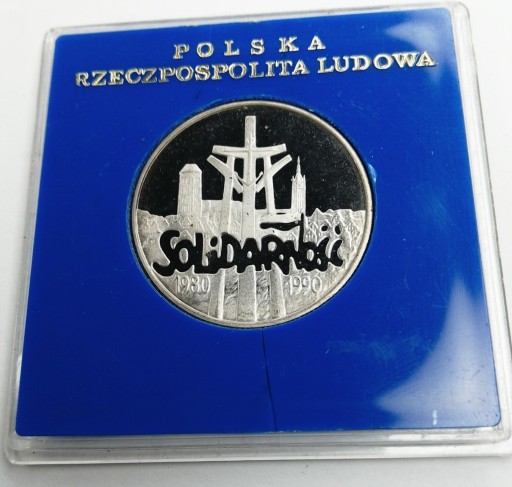 POLSKA
RZECZPOSPOLITA LUDOWA
SOLiDARNOŚĆ
1980 1990